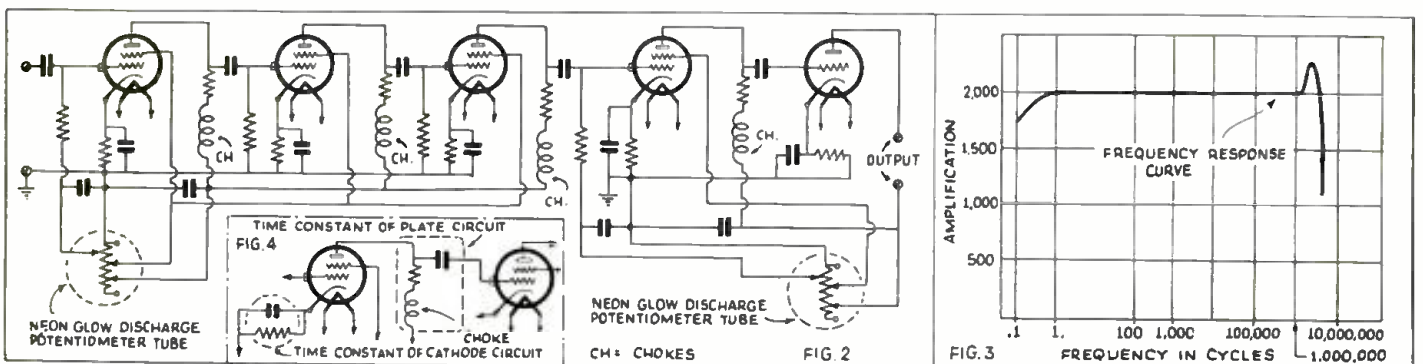 CH
CH.
CH.
CH.
OUTPUT
NEON GLOW DISCHARGE
POTENTIOMETER TUBE
NEON GLOW DISCHARGE
POTENTIOMETER TUBE
CH= CHOKES
FIG.2
TIME CONSTANT OF PLATE CIRCUIT
FIG.4
CHOKE
TIME CONSTANT OF CATHODE CIRCUIT
AMPLIFICATION
2,000
1,500
1,000
500
FREQUENCY RESPONSE
CURVE
.1
1.
100
1,000
100,000
10,000,000
1,000,000
FIG.3
FREQUENCY IN CYCLES